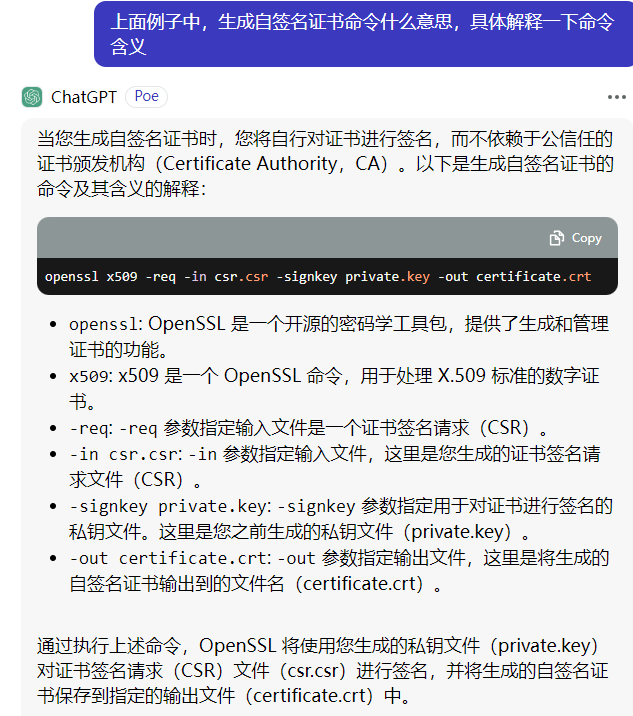 上面例子中，生成自签名证书命令什么意思，具体解释一下命令
含义
ChatGPT Poe
当您生成自签名证书时，您将自行对证书进行签名，而不依赖于公信任的
证书颁发机构（Certificate Authority，CA）。以下是生成自签名证书的
命令及其含义的解释：
Copy
openssl x509 -req -in csr.csr -signkey private.key -out certificate.crt
• openssl: OpenSSL 是一个开源的密码学工具包，提供了生成和管理
证书的功能。
• x509: x509 是一个 OpenSSL 命令，用于处理 X.509 标准的数字证
书。
• -req: -req 参数指定输入文件是一个证书签名请求（CSR）。
• -in csr.csr: -in 参数指定输入文件，这里是您生成的证书签名请
求文件（CSR）。
• -signkey private.key: -signkey 参数指定用于对证书进行签名的
私钥文件。这里是您之前生成的私钥文件（private.key）。
• -out certificate.crt: -out 参数指定输出文件，这里是将生成的
自签名证书输出到的文件名（certificate.crt）。
通过执行上述命令，OpenSSL 将使用您生成的私钥文件（private.key）
对证书签名请求（CSR）文件（csr.csr）进行签名，并将生成的自签名证
书保存到指定的输出文件（certificate.crt）中。